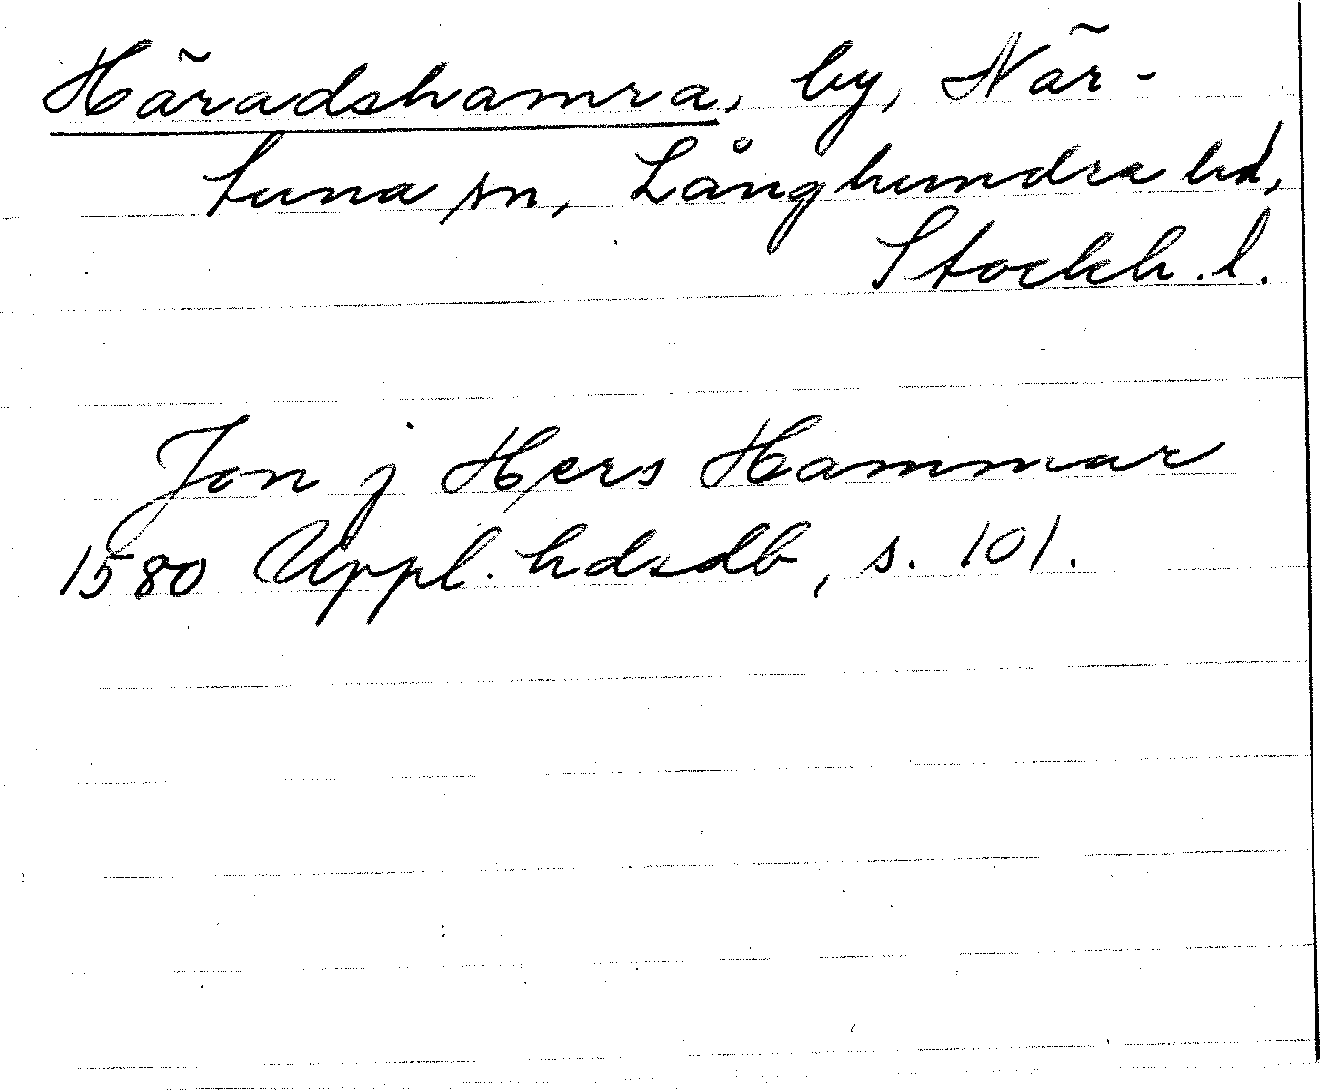 Häradshamra, by, När-
tuna sn, Långhundra hd,
Stockh. l.
Jon j Hers Hammar
1580 Uppl. hdsdb, s. 101.